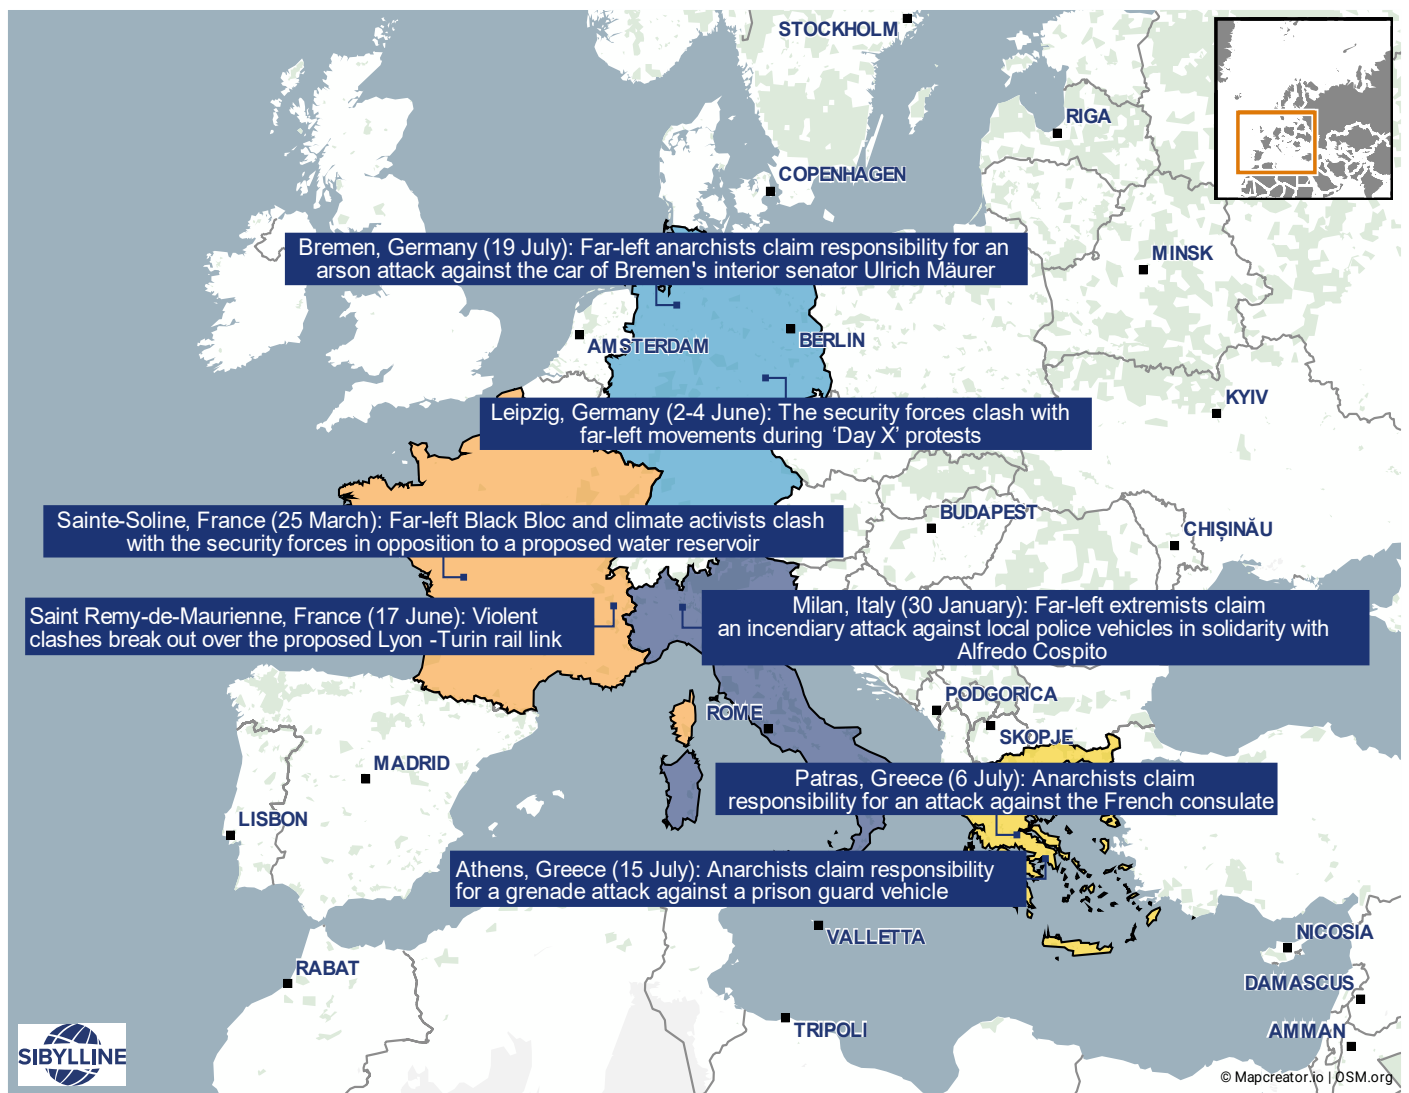 STOCKHOLM
RIGA
COPENHAGEN
MINSK
Bremen, Germany (19 July): Far-left anarchists claim responsibility for an
arson attack against the car of Bremen's interior senator Ulrich Mäurer
AMSTERDAM
BERLIN
KYIV
Leipzig, Germany (2-4 June): The security forces clash with
far-left movements during ‘Day X’ protests
Sainte-Soline, France (25 March): Far-left Black Bloc and climate activists clash
with the security forces in opposition to a proposed water reservoir
BUDAPEST
CHIȘINĂU
Saint Remy-de-Maurienne, France (17 June): Violent
clashes break out over the proposed Lyon -Turin rail link
Milan, Italy (30 January): Far-left extremists claim
an incendiary attack against local police vehicles in solidarity with
Alfredo Cospito
PODGORICA
ROME
SKOPJE
MADRID
Patras, Greece (6 July): Anarchists claim
responsibility for an attack against the French consulate
LISBON
Athens, Greece (15 July): Anarchists claim responsibility
for a grenade attack against a prison guard vehicle
VALLETTA
NICOSIA
RABAT
DAMASCUS
TRIPOLI
AMMAN
SIBYLLINE
© Mapcreator.io | OSM.org